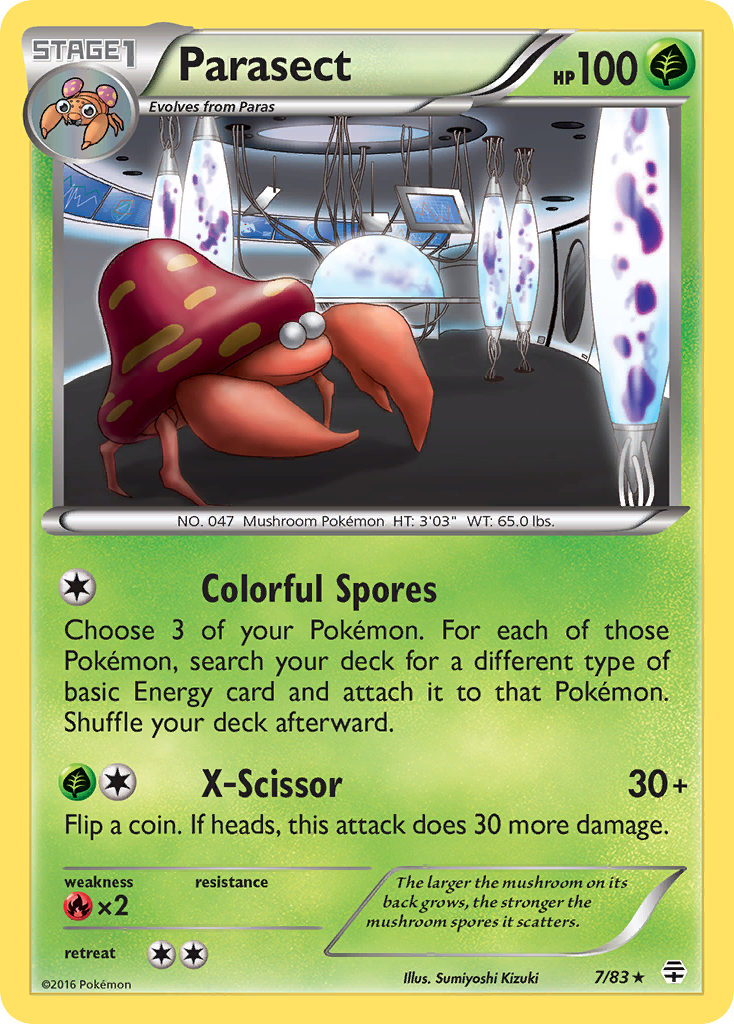 STAGE1
Parasect
HP100
Evolves from Paras
NO. 047 Mushroom Pokémon HT: 3'03" WT: 65.0 lbs.
Colorful Spores
Choose 3 of your Pokémon. For each of those
Pokémon, search your deck for a different type of
basic Energy card and attach it to that Pokémon.
Shuffle your deck afterward.
X-Scissor 30+
Flip a coin. If heads, this attack does 30 more damage.
weakness resistance
×2
retreat
The larger the mushroom on its
back grows, the stronger the
mushroom spores it scatters.
©2016 Pokémon
Illus. Sumiyoshi Kizuki
7/83★